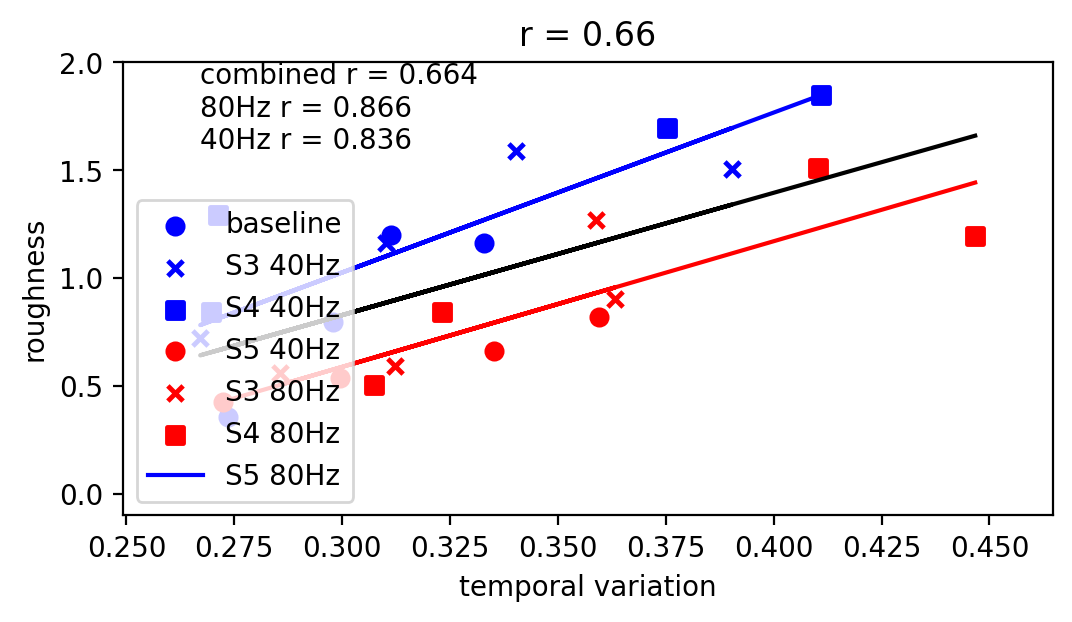 r = 0.66
combined r = 0.664
80Hz r = 0.866
40Hz r = 0.836
2.0
1.5
1.0
0.5
0.0
roughness
baseline
S3 40Hz
S4 40Hz
S5 40Hz
S3 80Hz
S4 80Hz
S5 80Hz
0.250 0.275 0.300 0.325 0.350 0.375 0.400 0.425 0.450
temporal variation